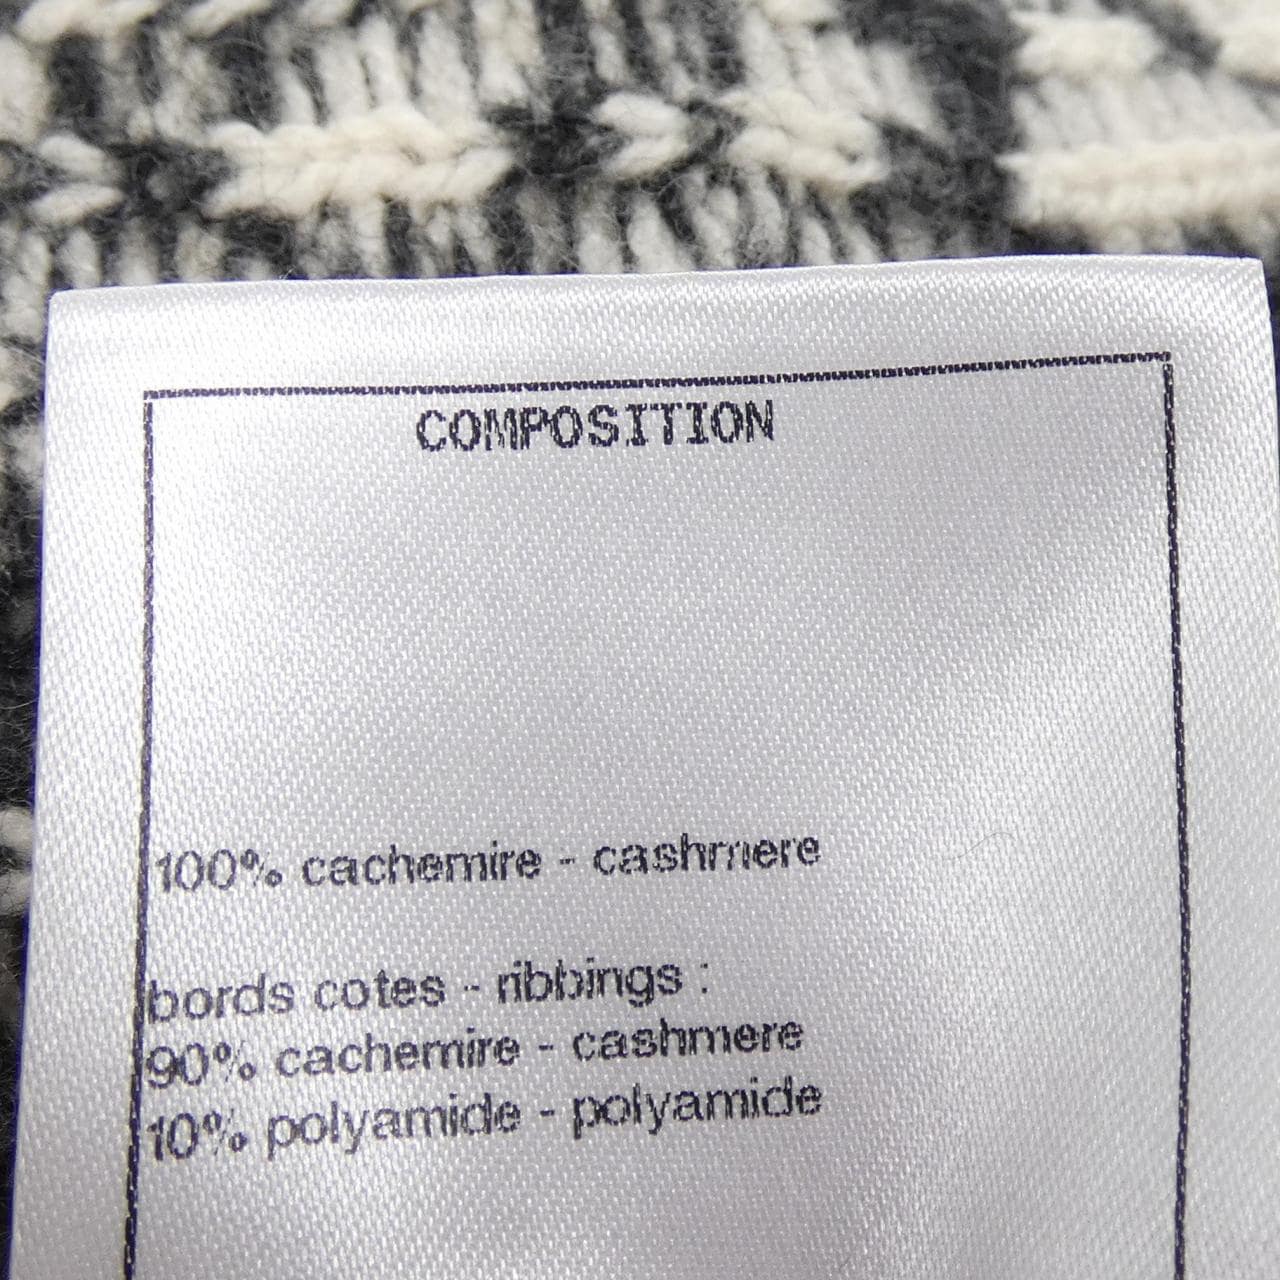 COMPOSITION
100% cachemire - cashmere
bords cotes - ribbings :
90% cachemire - cashmere
10% polyamide - polyamide